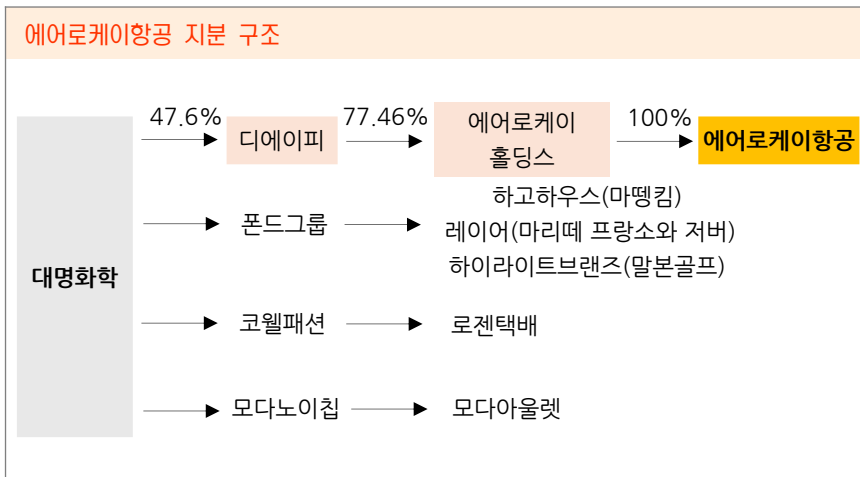 에어로케이항공 지분 구조
47.6%
77.46%
100%
디에이피
에어로케이
홀딩스
에어로케이항공
하고하우스(마뗑킴)
폰드그룹
레이어(마리떼 프랑소와 저버)
하이라이트브랜즈(말본골프)
대명화학
코웰패션
로젠택배
모다노이칩
모다아울렛